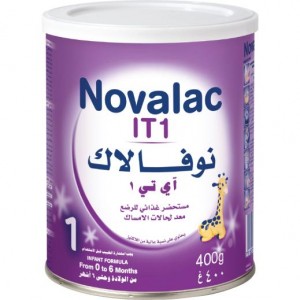 Novalac
IT1
نوفالاك
آي تي ١
مستحضر غذائي للرضع
معد لحالات الامساك
1
INFANT FORMULA
From 0 to 6 Months
من الولادة وحتى ٦ أشهر
400g
٤٠٠ غ